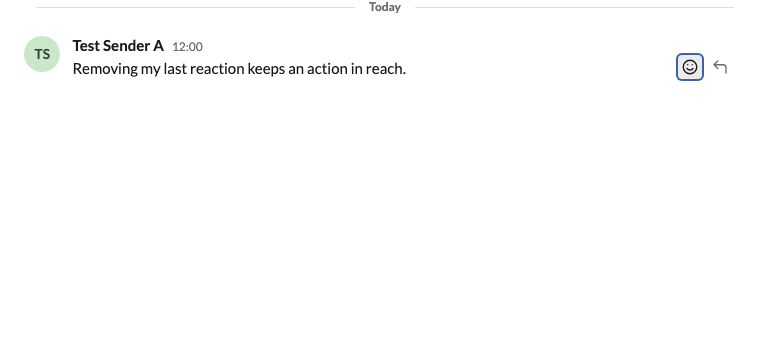 Today
TS
Test Sender A 12:00
Removing my last reaction keeps an action in reach.